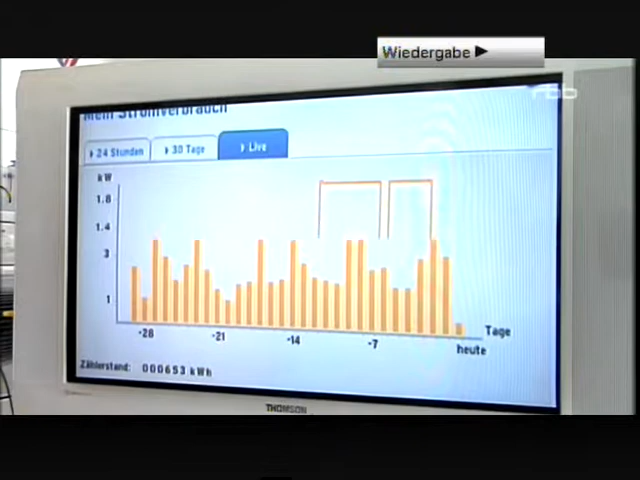 Wiedergabe
rbb
Mein Stromverbrauch
24 Stunden
30 Tage
Live
kW
1.8
1.4
3
1
-28
-21
-14
-7
Tage
heute
Zählerstand: 000653 kWh
THOMSON